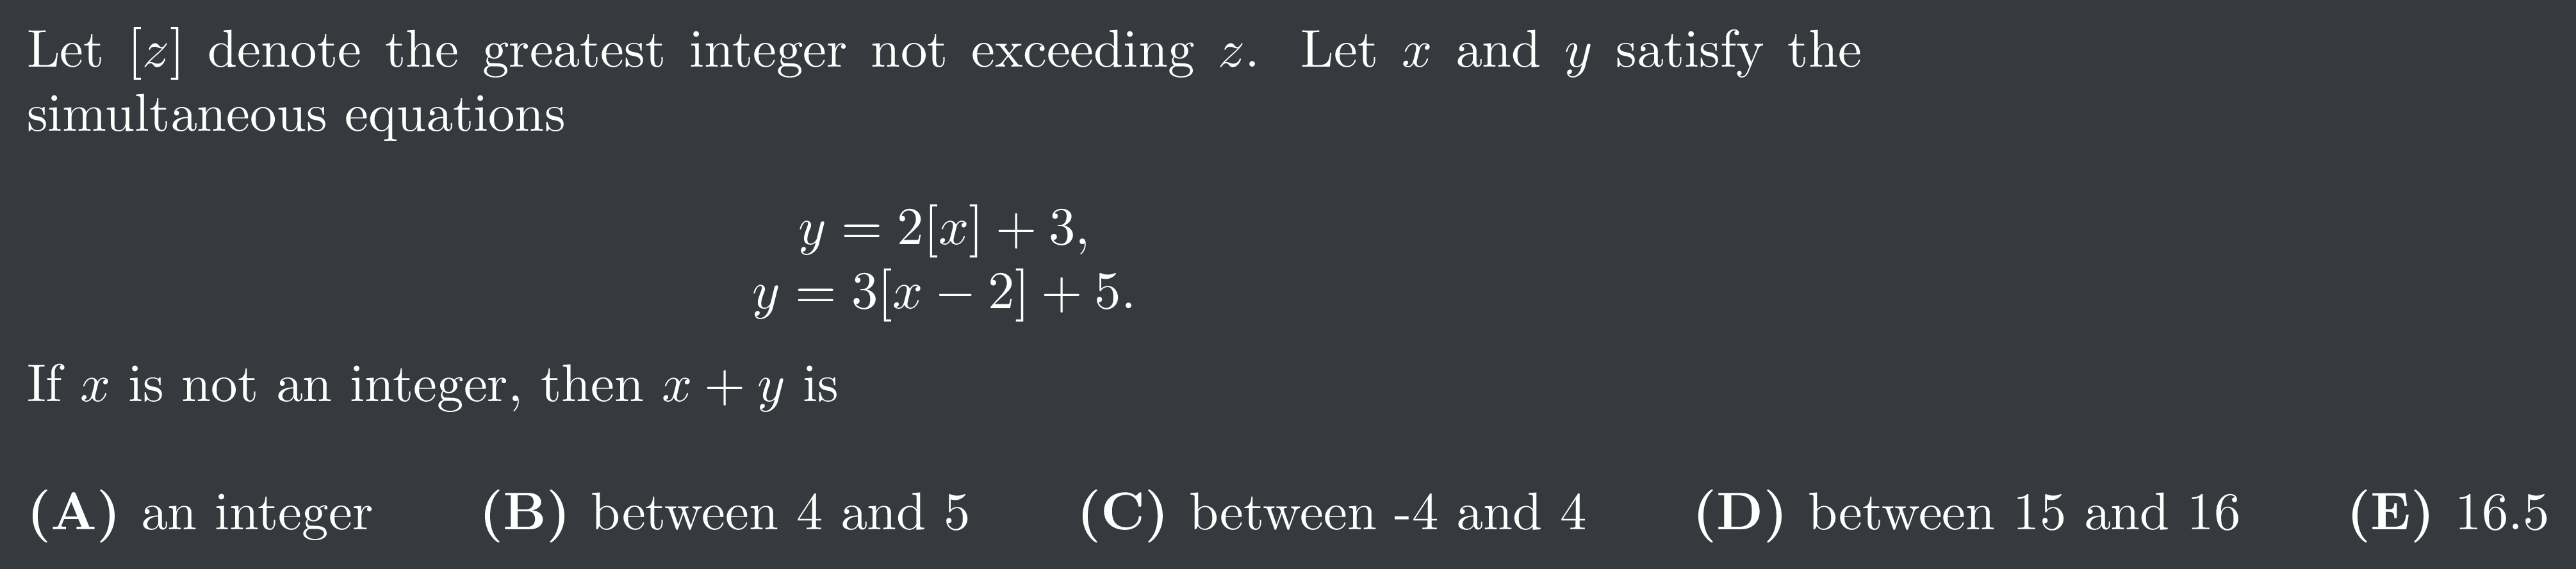 Let [z] denote the greatest integer not exceeding z. Let x and y satisfy the
simultaneous equations
y = 2[x] + 3,
y = 3[x − 2] + 5.
If x is not an integer, then x + y is
(A) an integer (B) between 4 and 5 (C) between -4 and 4 (D) between 15 and 16 (E) 16.5